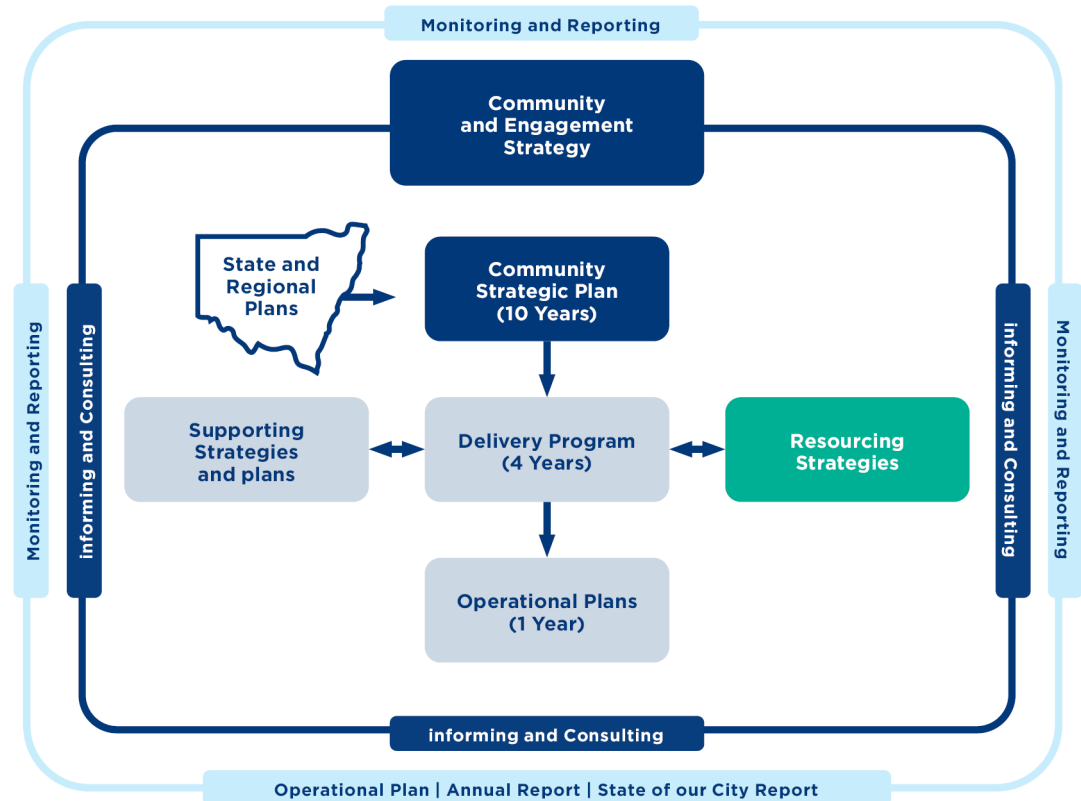 Monitoring and Reporting
Community
and Engagement
Strategy
State and
Regional
Plans
Community
Strategic Plan
(10 Years)
Monitoring and Reporting
informing and Consulting
Supporting
Strategies
and plans
Delivery Program
(4 Years)
Resourcing
Strategies
informing and Consulting
Monitoring and Reporting
Operational Plans
(1 Year)
informing and Consulting
Operational Plan | Annual Report | State of our City Report